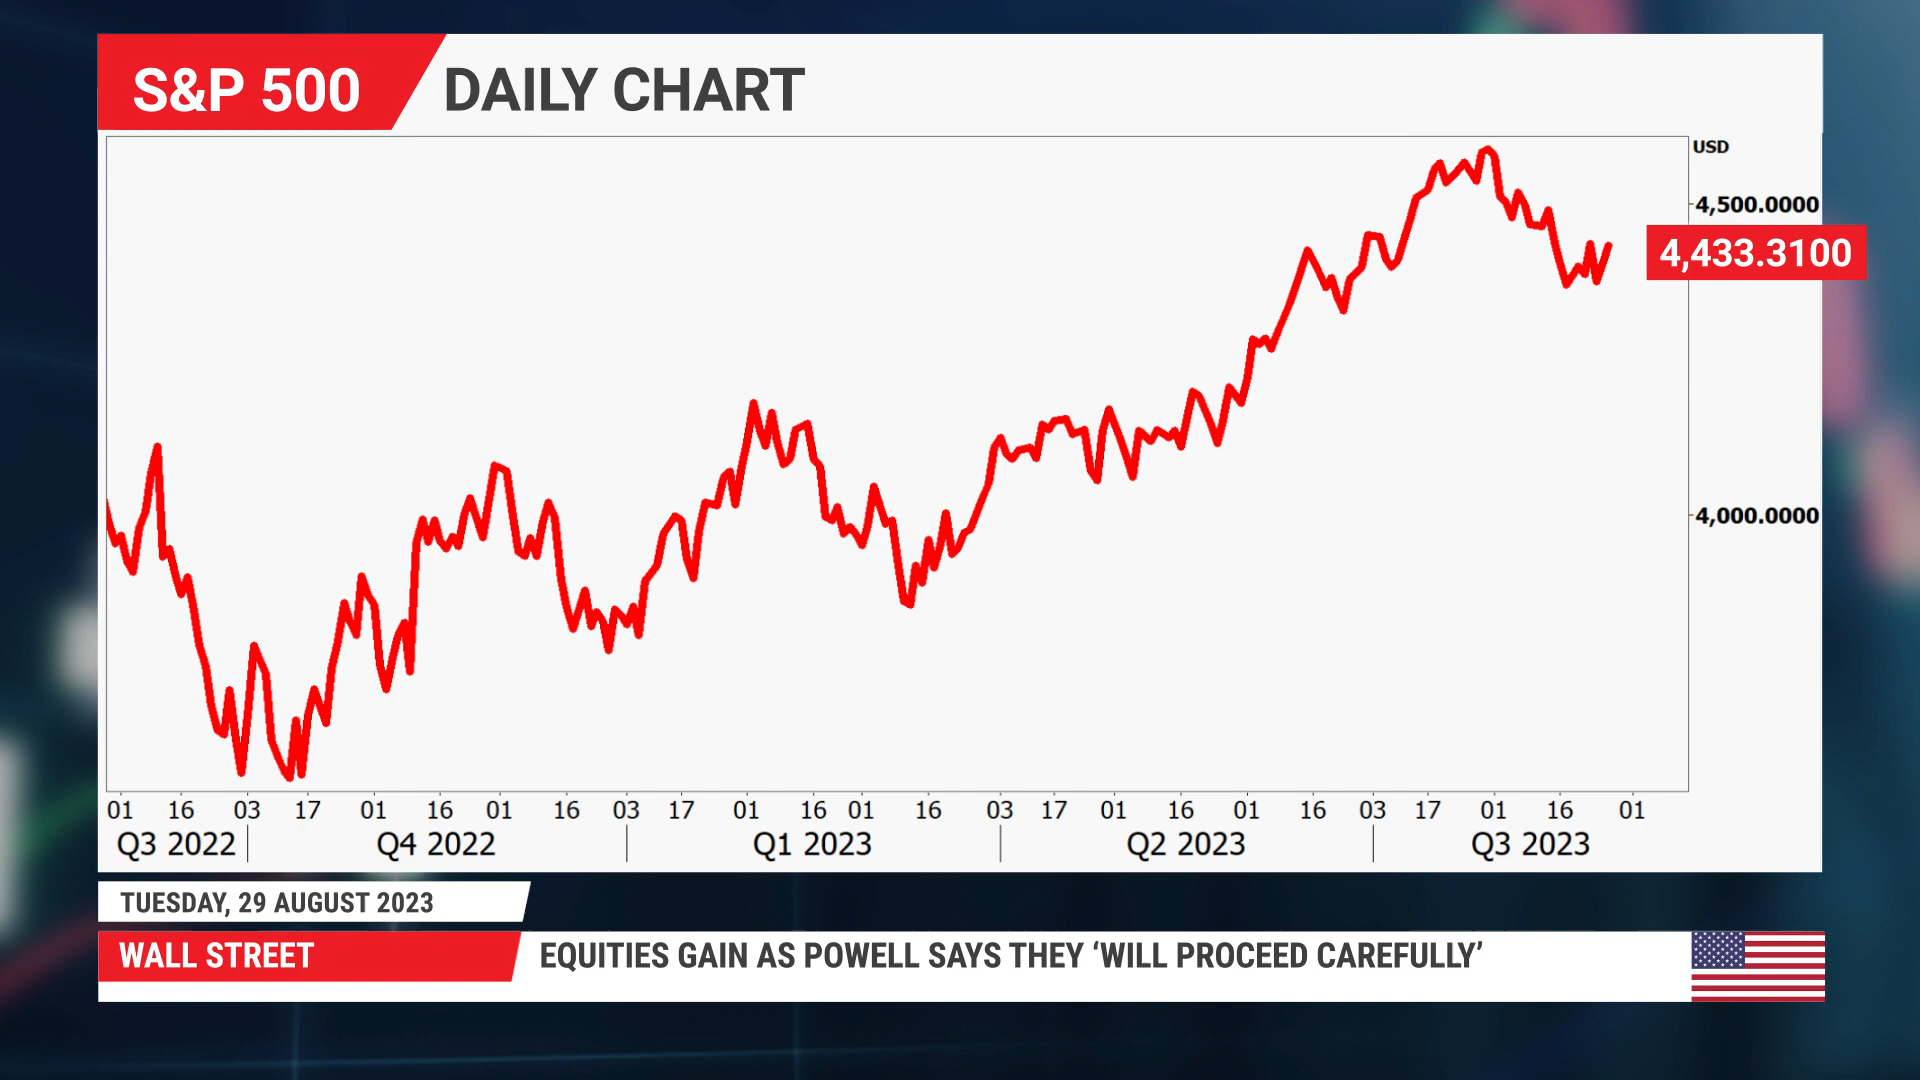 S&P 500 DAILY CHART
USD
4,500.0000
4,433.3100
4,000.0000
01 16 03 17 01 16 01 16 03 17 01 16 01 16 03 17 01 16 01 16 03 17 01 16 01
Q3 2022 Q4 2022 Q1 2023 Q2 2023 Q3 2023
TUESDAY, 29 AUGUST 2023
WALL STREET EQUITIES GAIN AS POWELL SAYS THEY ‘WILL PROCEED CAREFULLY’